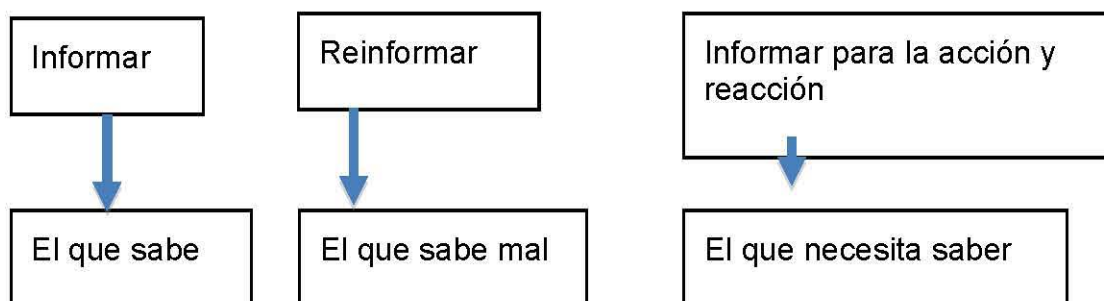 Informar
Reinformar
Informar para la acción y
reacción
El que sabe
El que sabe mal
El que necesita saber